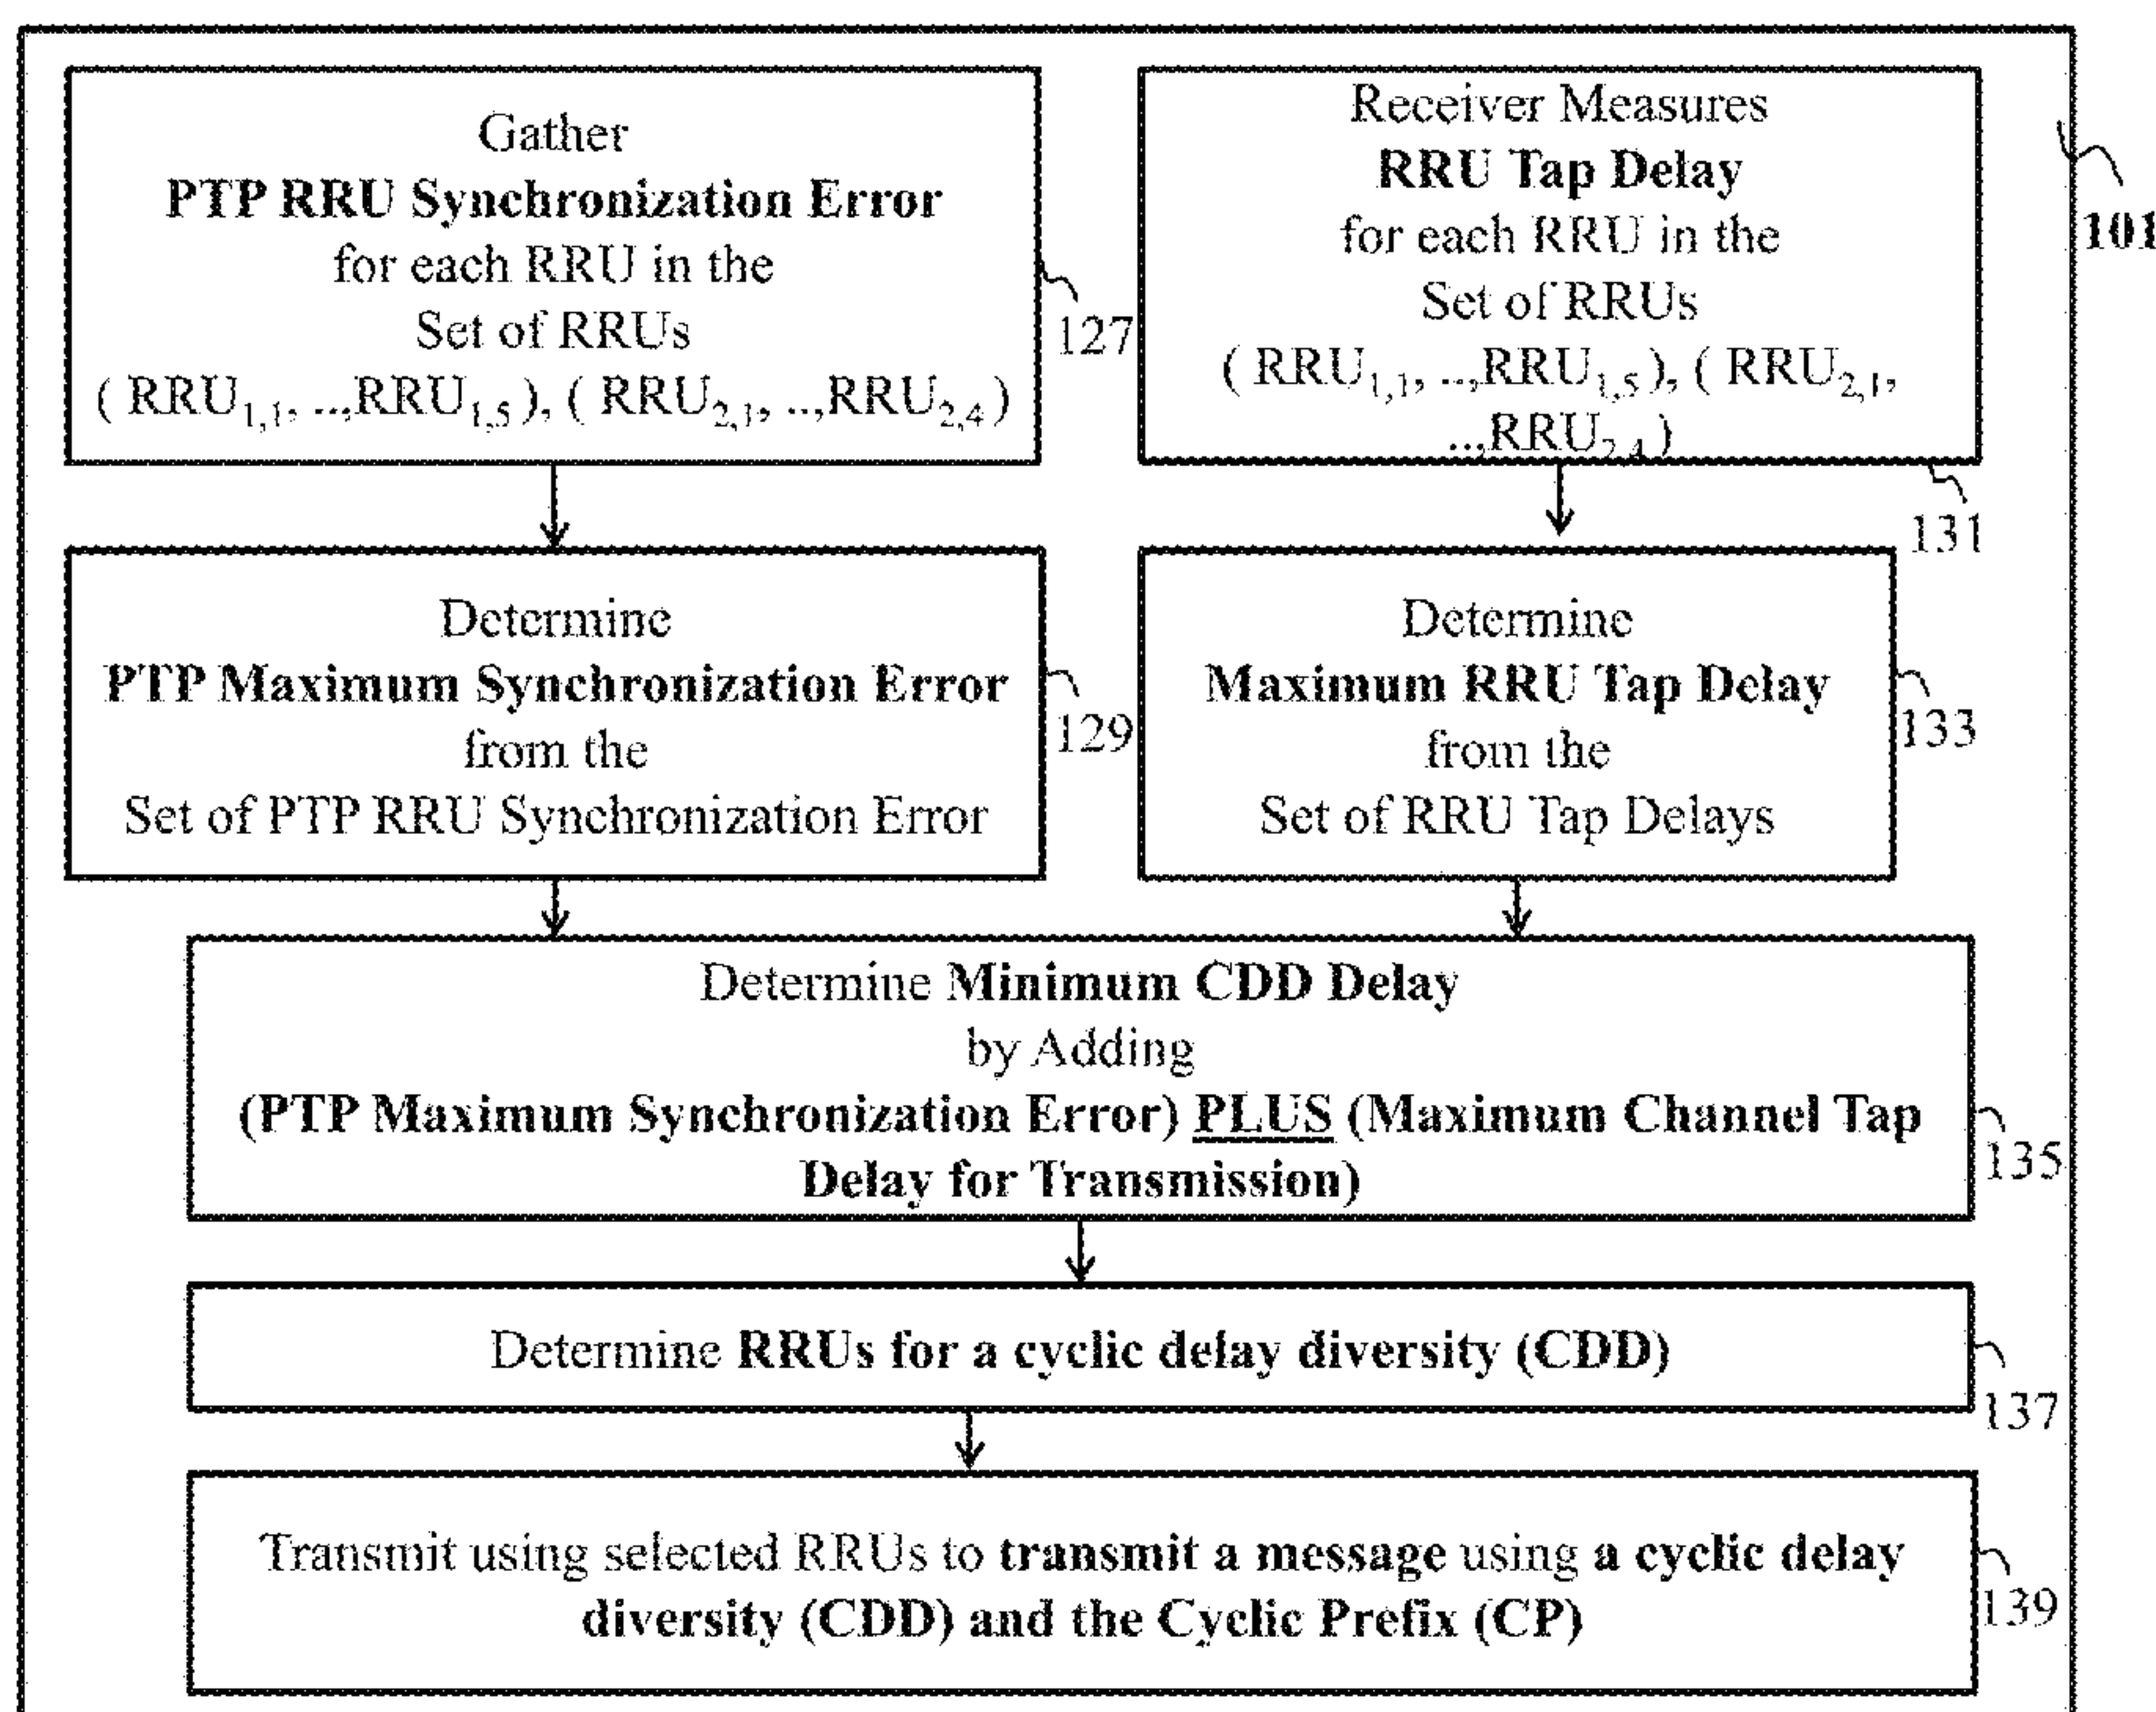 Gather
PTP RRU Synchronization Error
for each RRU in the
Set of RRUs
( RRU1,1, ..,RRU1,5 ), ( RRU2,1, ..,RRU2,4 )
127
Receiver Measures
RRU Tap Delay
for each RRU in the
Set of RRUs
( RRU1,1, ..,RRU1,5 ), ( RRU2,1,
..,RRU2,4 )
131
101
Determine
PTP Maximum Synchronization Error
from the
Set of PTP RRU Synchronization Error
129
Determine
Maximum RRU Tap Delay
from the
Set of RRU Tap Delays
133
Determine Minimum CDD Delay
by Adding
(PTP Maximum Synchronization Error) PLUS (Maximum Channel Tap
Delay for Transmission)
135
Determine RRUs for a cyclic delay diversity (CDD)
137
Transmit using selected RRUs to transmit a message using a cyclic delay
diversity (CDD) and the Cyclic Prefix (CP)
139